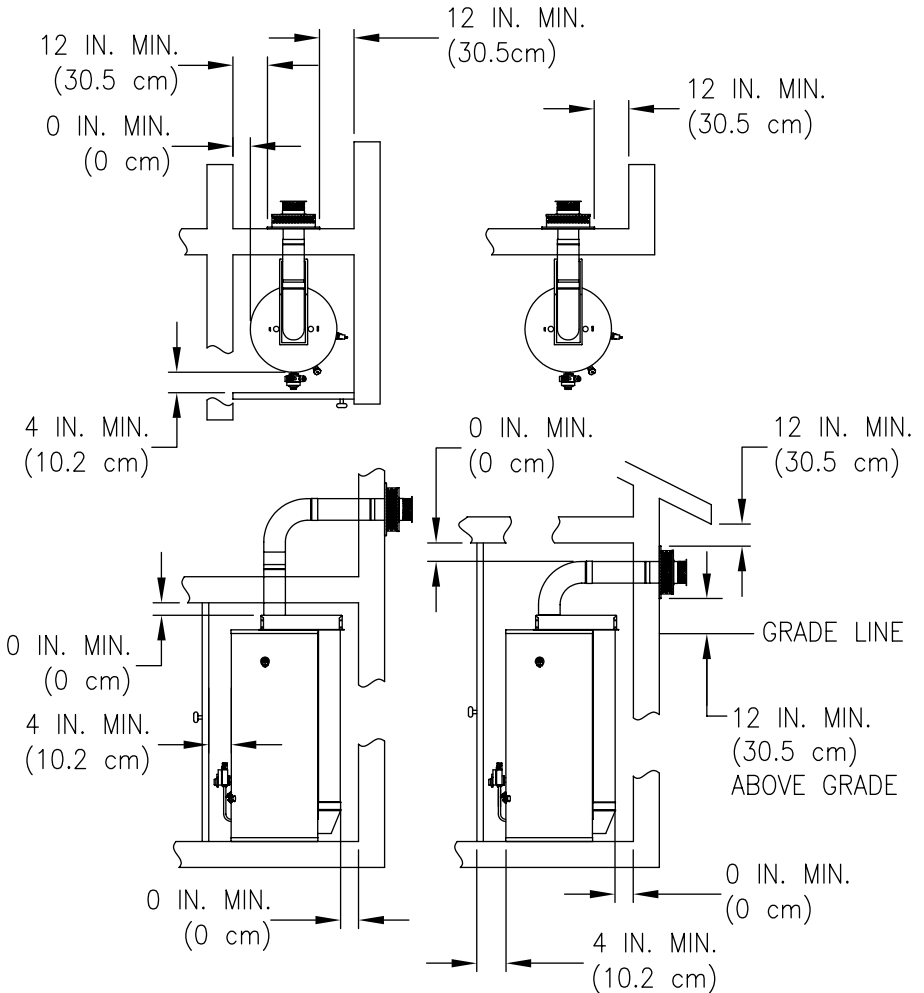 12 IN. MIN.
(30.5 cm)
12 IN. MIN.
(30.5cm)
0 IN. MIN.
(0 cm)
12 IN. MIN.
(30.5 cm)
4 IN. MIN.
(10.2 cm)
0 IN. MIN.
(0 cm)
12 IN. MIN.
(30.5 cm)
0 IN. MIN.
(0 cm)
GRADE LINE
4 IN. MIN.
(10.2 cm)
12 IN. MIN.
(30.5 cm)
ABOVE GRADE
0 IN. MIN.
(0 cm)
0 IN. MIN.
(0 cm)
4 IN. MIN.
(10.2 cm)